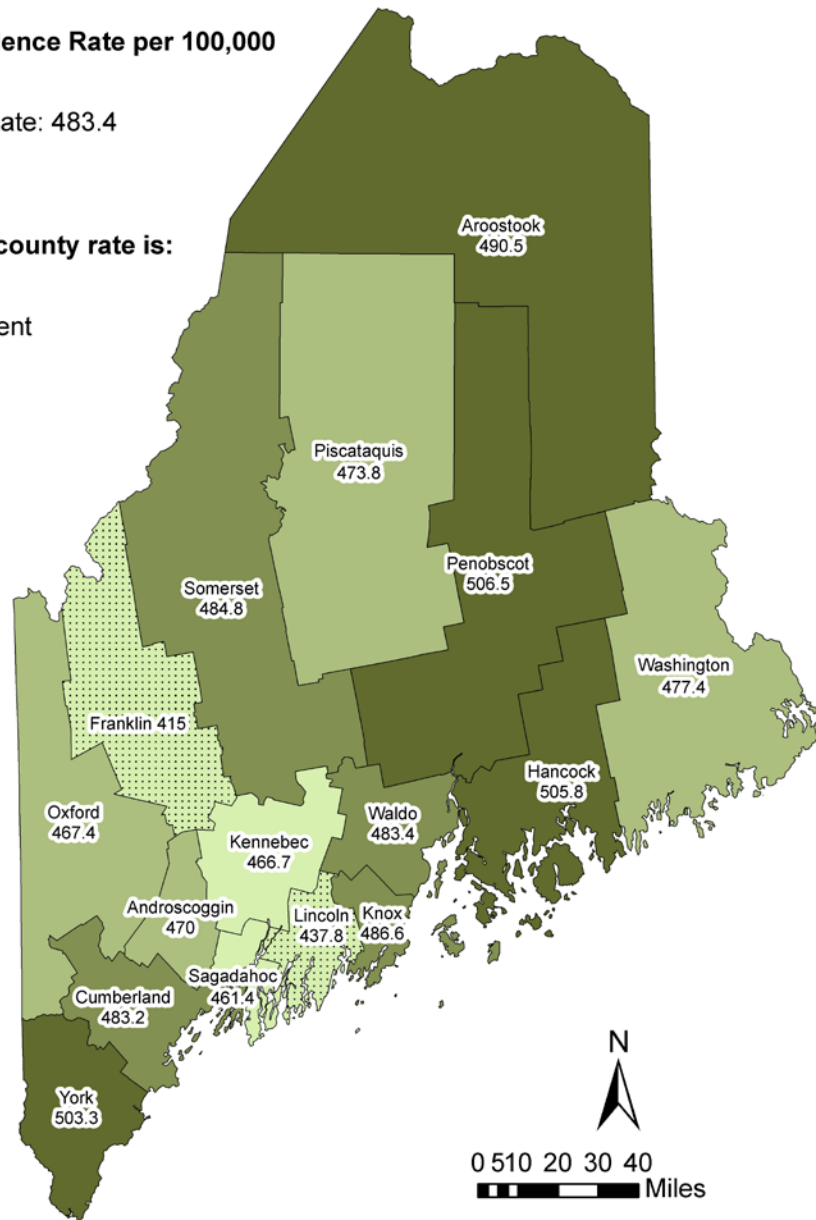 ence Rate per 100,000
ate: 483.4
county rate is:
ent
Aroostook
490.5
Piscataquis
473.8
Penobscot
506.5
Somerset
484.8
Washington
477.4
Franklin 415
Hancock
505.8
Oxford
467.4
Waldo
483.4
Kennebec
466.7
Androscoggin
470
Lincoln
437.8
Knox
486.6
Sagadahoc
461.4
Cumberland
483.2
York
503.3
N
0 5 10 20 30 40
Miles